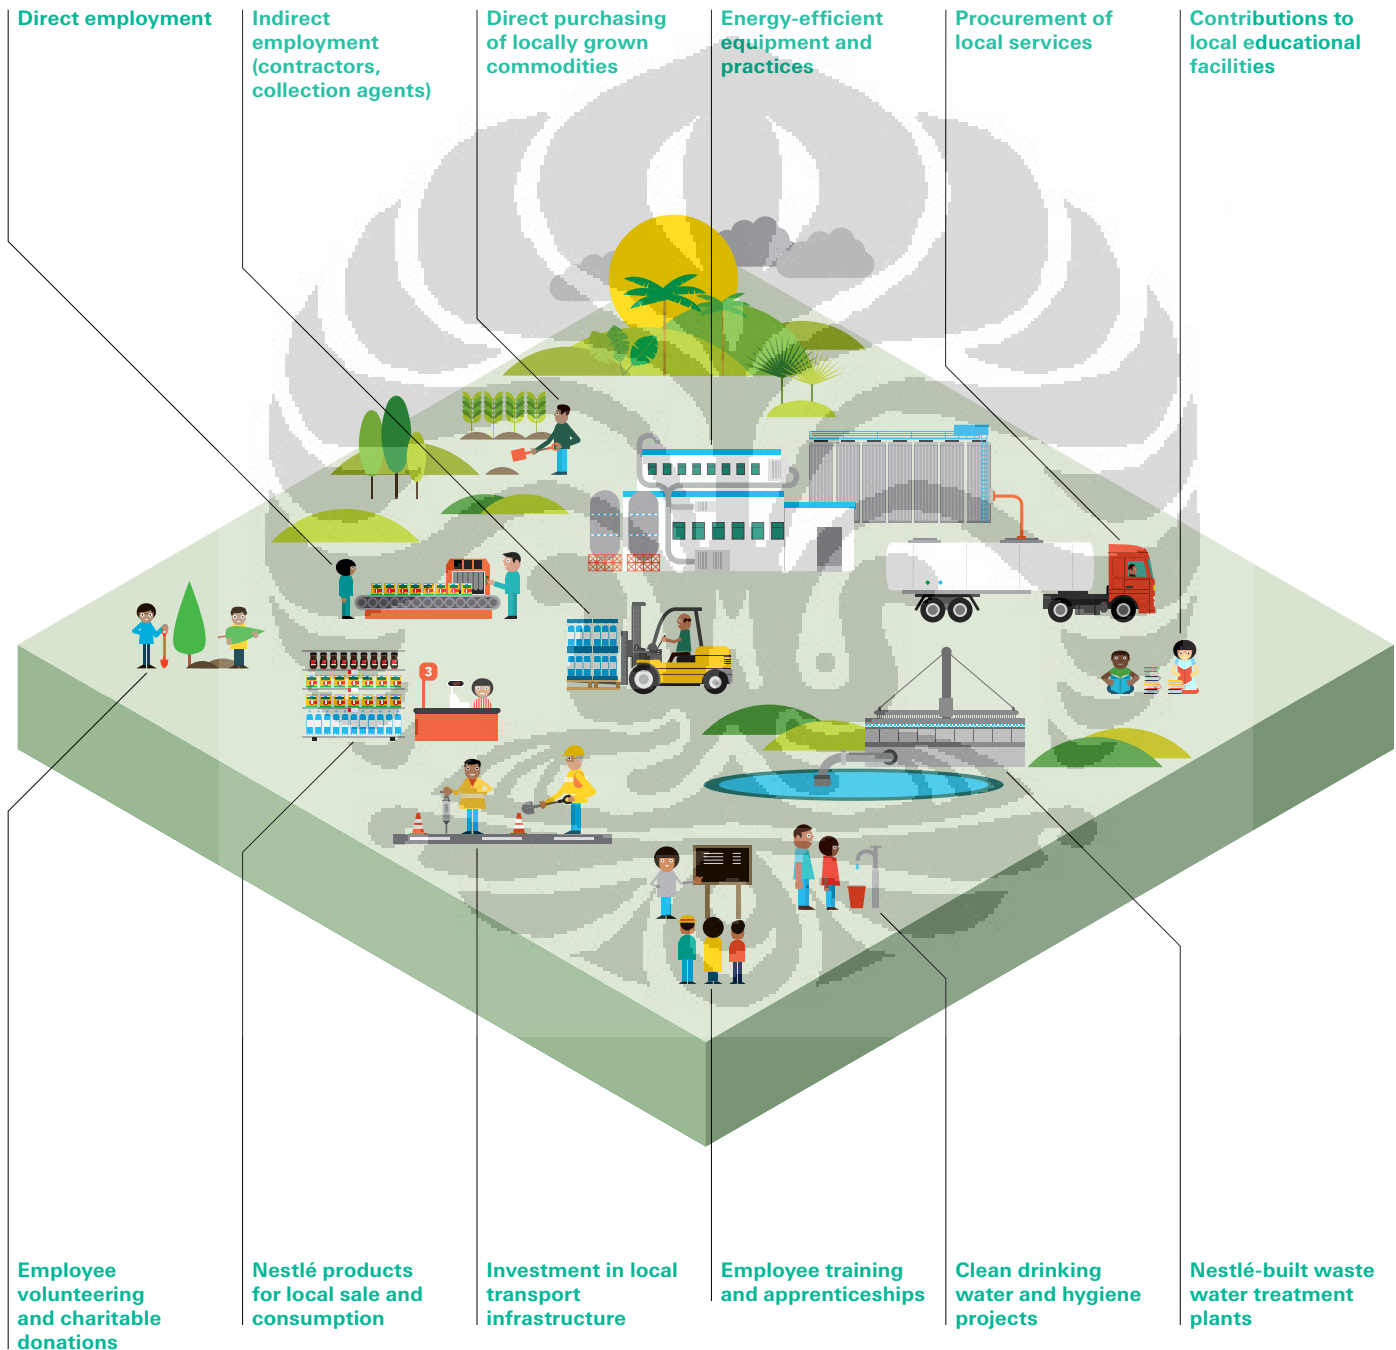 Direct employment
Indirect
employment
(contractors,
collection agents)
Direct purchasing
of locally grown
commodities
Energy-efficient
equipment and
practices
Procurement of
local services
Contributions to
local educational
facilities
3
Employee
volunteering
and charitable
donations
Nestlé products
for local sale and
consumption
Investment in local
transport
infrastructure
Employee training
and apprenticeships
Clean drinking
water and hygiene
projects
Nestlé-built waste
water treatment
plants